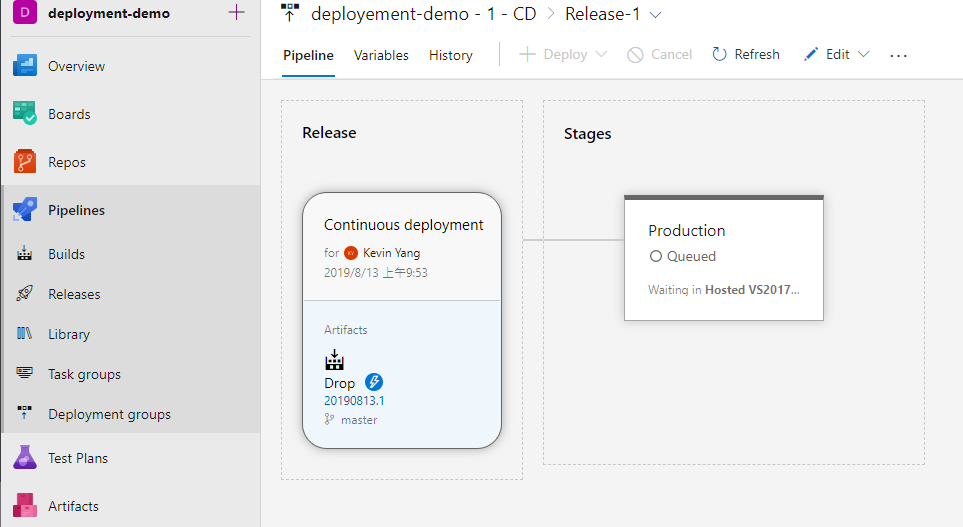 D deployment-demo +
Overview
Boards
Repos
Pipelines
Builds
Releases
Library
Task groups
Deployment groups
Test Plans
Artifacts
deployement-demo - 1 - CD > Release-1
Pipeline Variables History + Deploy Cancel Refresh Edit ...
Release
Continuous deployment
for KV Kevin Yang
2019/8/13 上午9:53
Artifacts
Drop
20190813.1
master
Stages
Production
Queued
Waiting in Hosted VS2017...